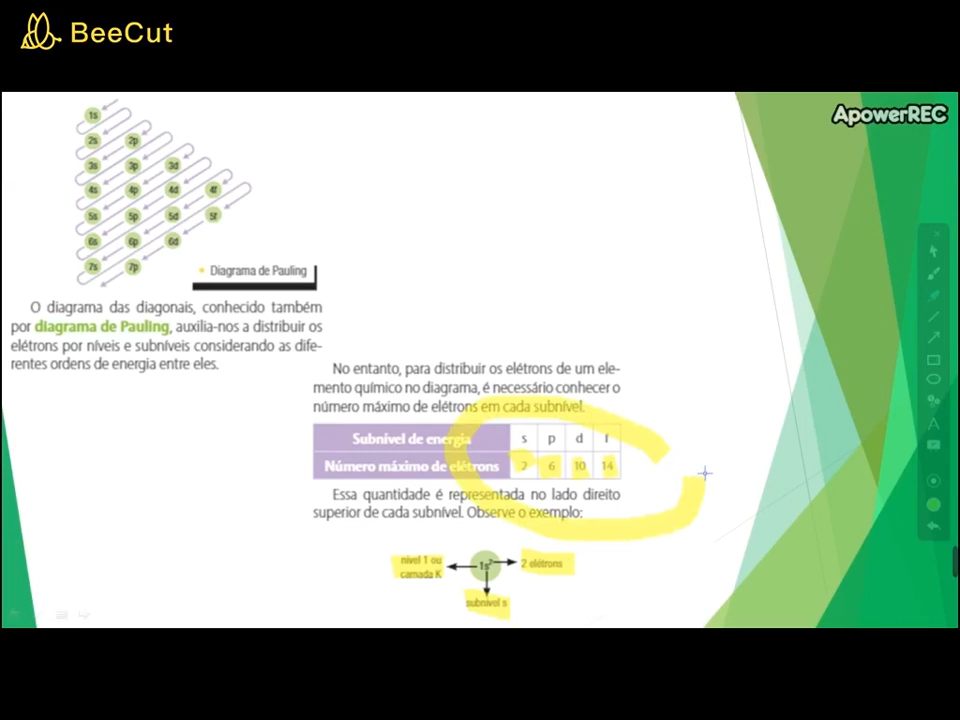 BeeCut
ApowerREC
1s
2s 2p
3s 3p 3d
4s 4p 4d 4f
5s 5p 5d 5f
6s 6p 6d
7s 7p
Diagrama de Pauling
O diagrama das diagonais, conhecido também
por diagrama de Pauling, auxilia-nos a distribuir os
elétrons por níveis e subníveis considerando as dife-
rentes ordens de energia entre eles.
No entanto, para distribuir os elétrons de um ele-
mento químico no diagrama, é necessário conhecer o
número máximo de elétrons em cada subnível.
Subnível de energia s p d f
Número máximo de elétrons 2 6 10 14
Essa quantidade é representada no lado direito
superior de cada subnível. Observe o exemplo:
nível 1 ou
camada K
1s²
2 elétrons
subnível s